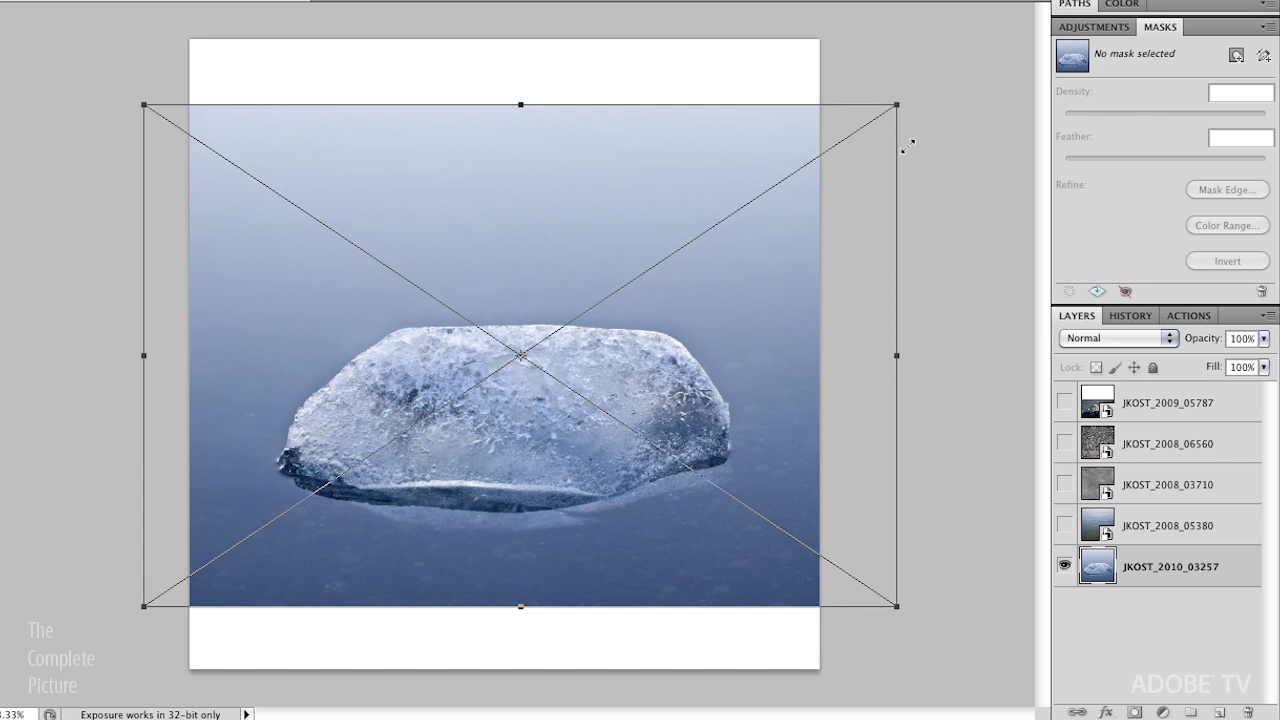 PATHS COLOR
ADJUSTMENTS MASKS
No mask selected
Density:
Feather:
Refine:
Mask Edge...
Color Range...
Invert
LAYERS HISTORY ACTIONS
Normal Opacity: 100%
Lock: Fill: 100%
JKOST_2009_05787
JKOST_2008_06560
JKOST_2008_03710
JKOST_2008_05380
JKOST_2010_03257
The
Complete
Picture
ADOBE TV
fx
Exposure works in 32-bit only